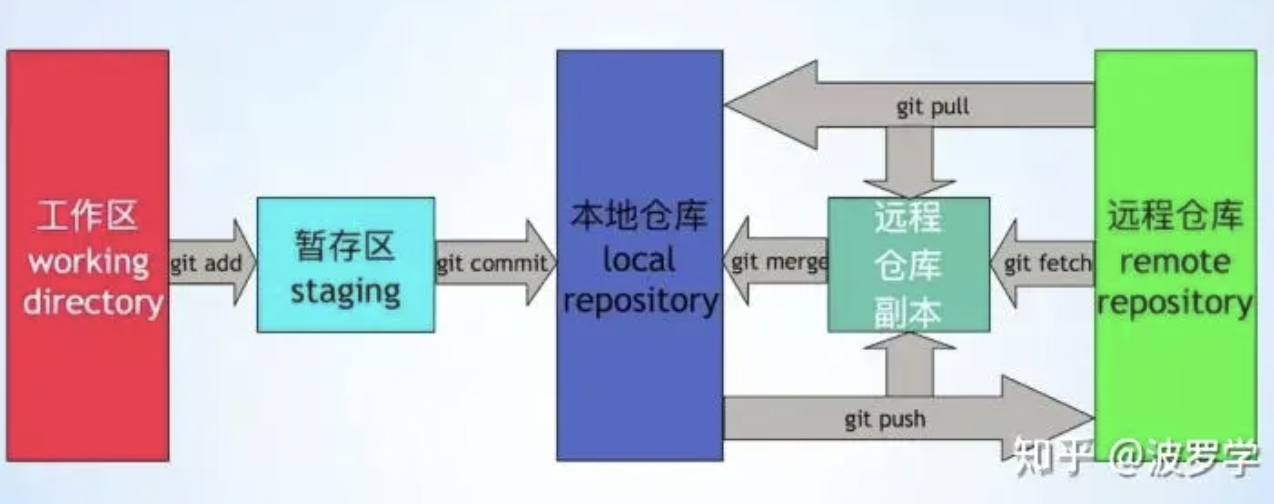 工作区
working
directory
git add
暂存区
staging
git commit
本地仓库
local
repository
git pull
git merge
远程
仓库
副本
git fetch
git push
远程仓库
remote
repository
知乎 @波罗学